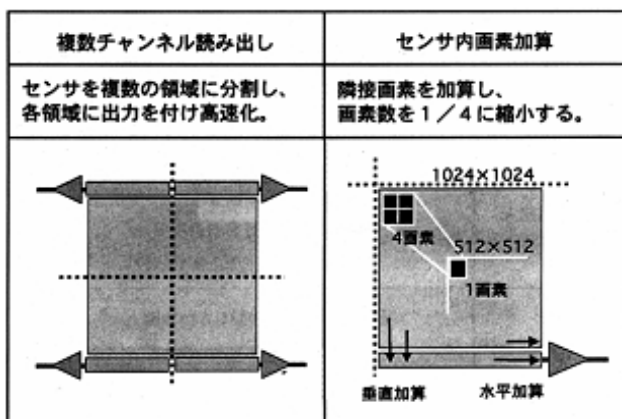 複数チャンネル読み出し
センサ内画素加算
センサを複数の領域に分割し、
各領域に出力を付け高速化。
隣接画素を加算し、
画素数を1/4に縮小する。
1024×1024
4画素
512×512
1画素
垂直加算
水平加算